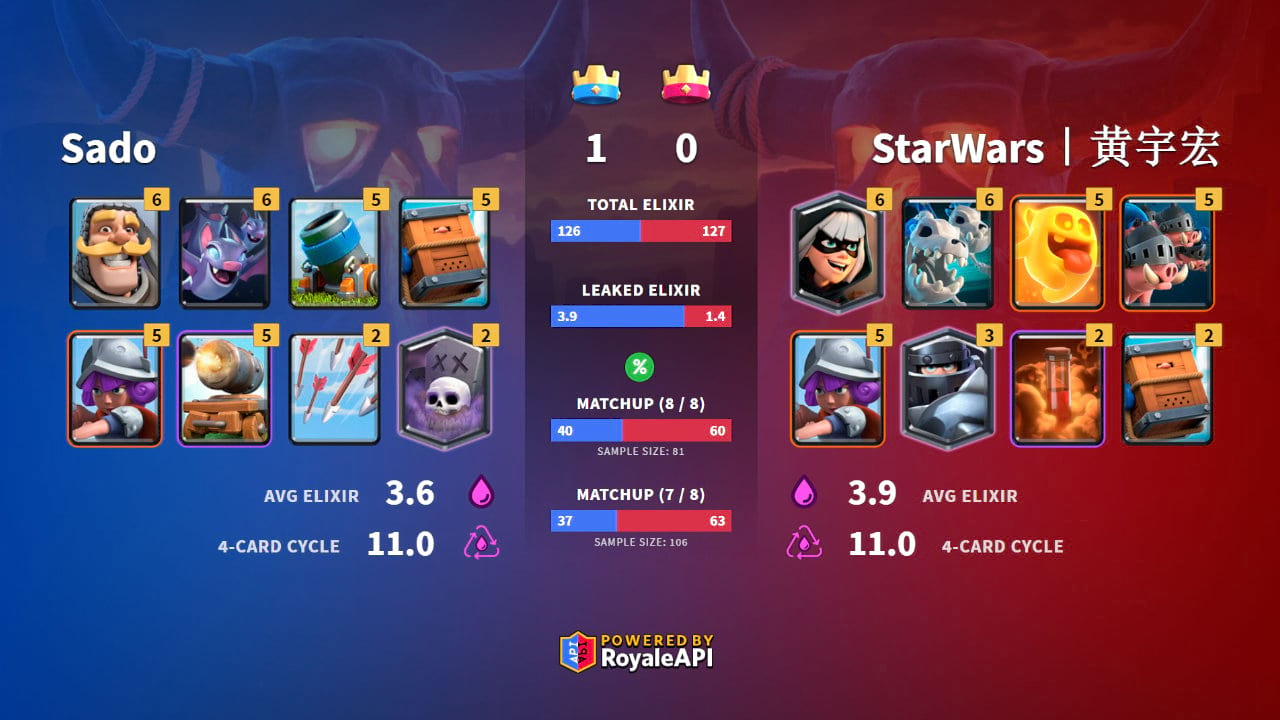 1 0
Sado
StarWars｜黄宇宏
6 6 5 5
6 6 5 5
TOTAL ELIXIR
126 127
LEAKED ELIXIR
3.9 1.4
5 5 2 2
5 3 2 2
%
MATCHUP (8 / 8)
40 60
SAMPLE SIZE: 81
MATCHUP (7 / 8)
37 63
SAMPLE SIZE: 106
AVG ELIXIR 3.6
4-CARD CYCLE 11.0
3.9 AVG ELIXIR
11.0 4-CARD CYCLE
POWERED BY
RoyaleAPI